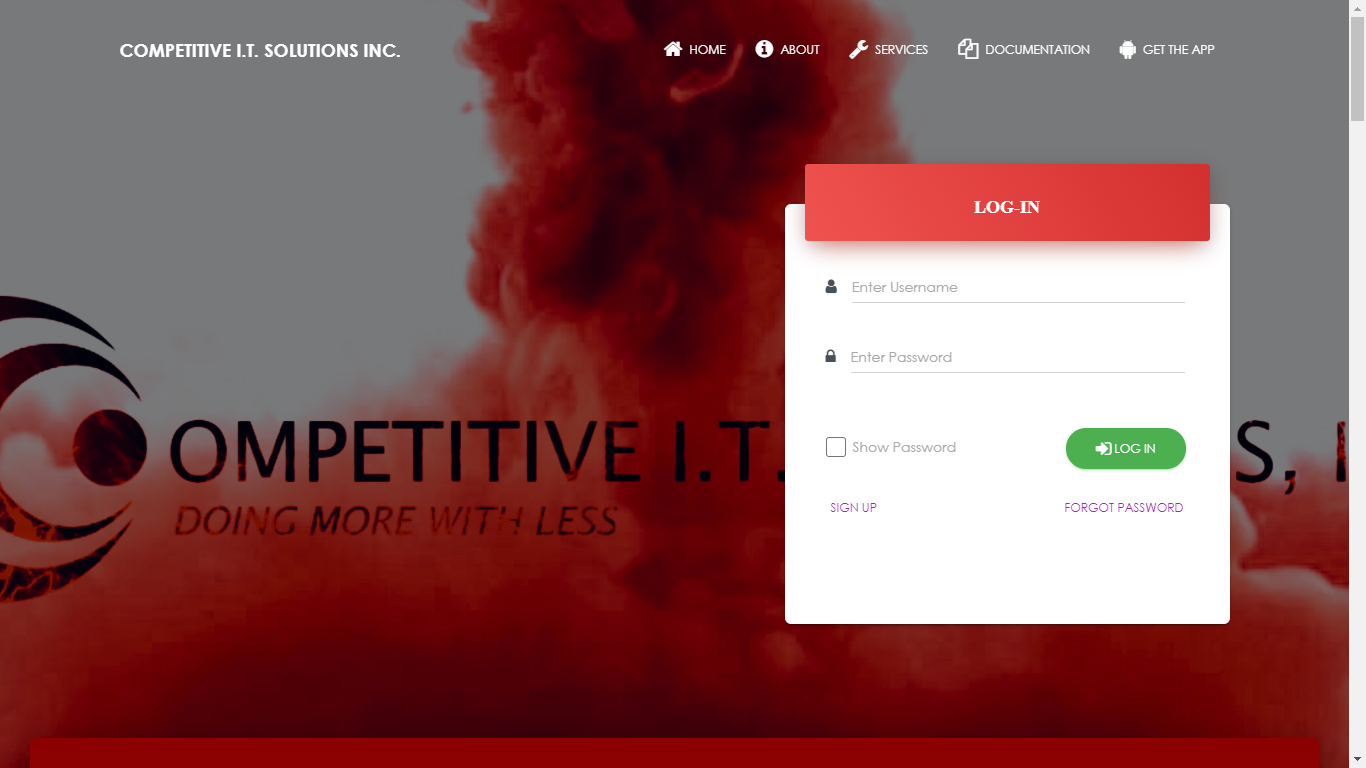 COMPETITIVE I.T. SOLUTIONS INC.
HOME
ABOUT
SERVICES
DOCUMENTATION
GET THE APP
LOG-IN
Enter Username
Enter Password
Show Password
LOG IN
SIGN UP
FORGOT PASSWORD
OMPETITIVE I.T. S, I
DOING MORE WITH LESS